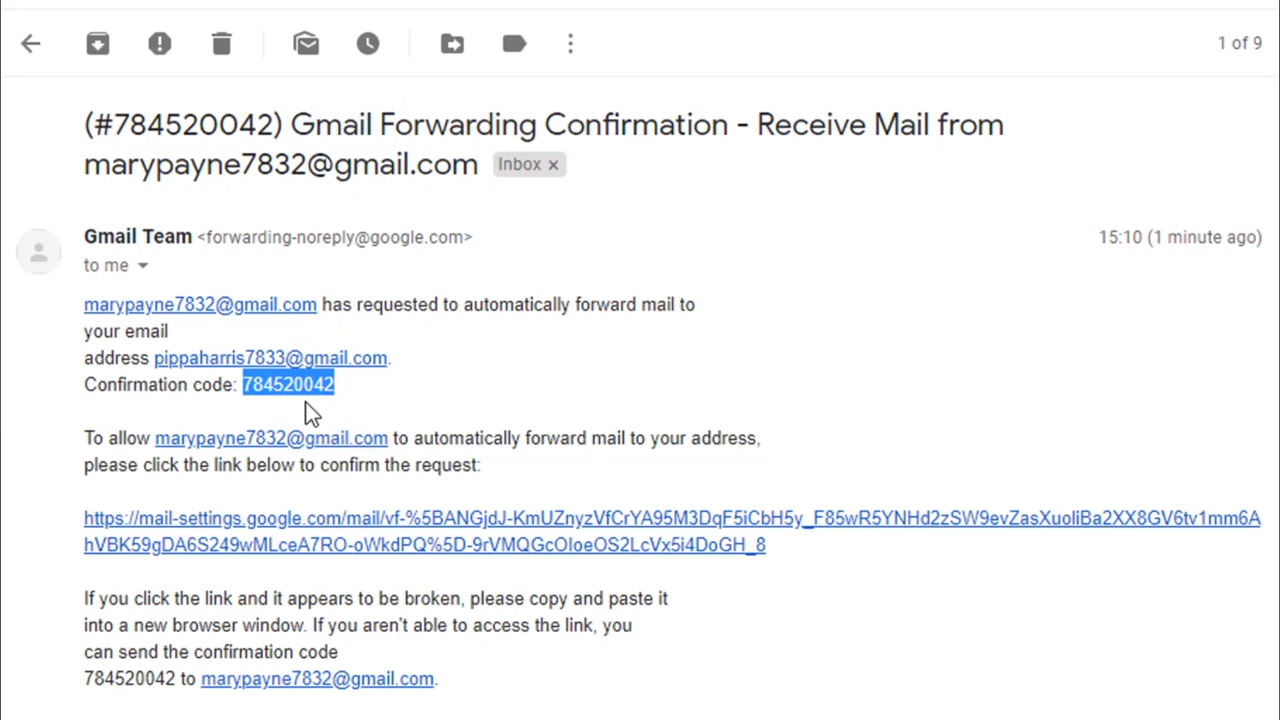 1 of 9
(#784520042) Gmail Forwarding Confirmation - Receive Mail from
marypayne7832@gmail.com Inbox ×
Gmail Team <forwarding-noreply@google.com> 15:10 (1 minute ago)
to me
marypayne7832@gmail.com has requested to automatically forward mail to
your email
address pippaharris7833@gmail.com.
Confirmation code: 784520042
To allow marypayne7832@gmail.com to automatically forward mail to your address,
please click the link below to confirm the request:
https://mail-settings.google.com/mail/vf-%5BANGjdJ-KmUZnyzVfCrYA95M3DqF5iCbH5y_F85wR5YNHd2zSW9evZasXuoliBa2XX8GV6tv1mm6A
hVBK59gDA6S249wMLceA7RO-oWkdPQ%5D-9rVMQGcOIoeOS2LcVx5i4DoGH_8
If you click the link and it appears to be broken, please copy and paste it
into a new browser window. If you aren't able to access the link, you
can send the confirmation code
784520042 to marypayne7832@gmail.com.